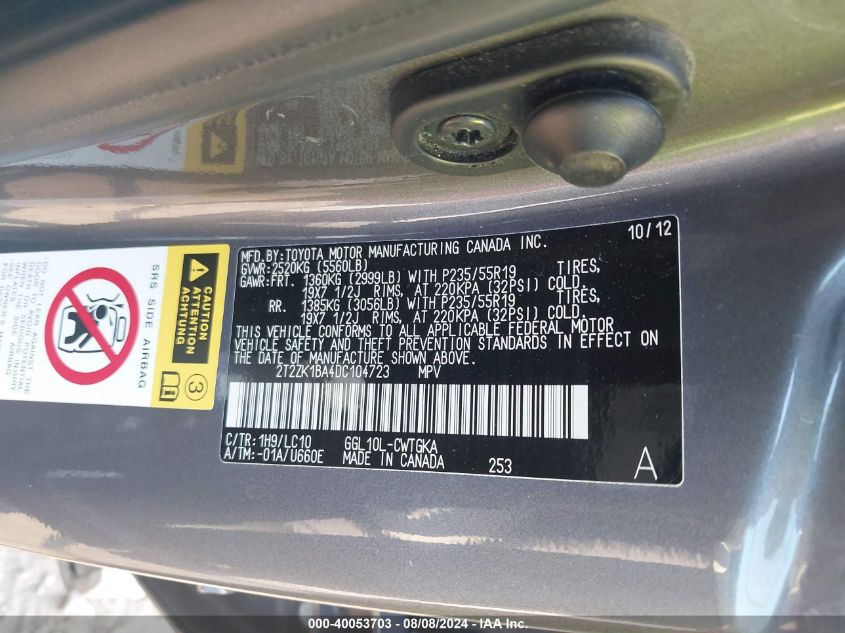 MFD.BY:TOYOTA MOTOR MANUFACTURING CANADA INC. 10/12
GVWR:2520KG (5560LB)
GAWR:FRT. 1360KG (2999LB) WITH P235/55R19 TIRES,
19X7 1/2J RIMS, AT 220KPA (32PSI) COLD.
RR. 1385KG (3056LB) WITH P235/55R19 TIRES,
19X7 1/2J RIMS, AT 220KPA (32PSI) COLD.
THIS VEHICLE CONFORMS TO ALL APPLICABLE FEDERAL MOTOR
VEHICLE SAFETY AND THEFT PREVENTION STANDARDS IN EFFECT ON
THE DATE OF MANUFACTURE SHOWN ABOVE.
2T2ZK1BA4DC104723 MPV
C/TR:1H9/LC10 GGL10L-CWTGKA
A/TM:-01A/U660E MADE IN CANADA 253 A
SRS SIDE AIRBAG
CAUTION
ATTENTION
ACHTUNG
3
000-40053703 - 08/08/2024 - IAA Inc.